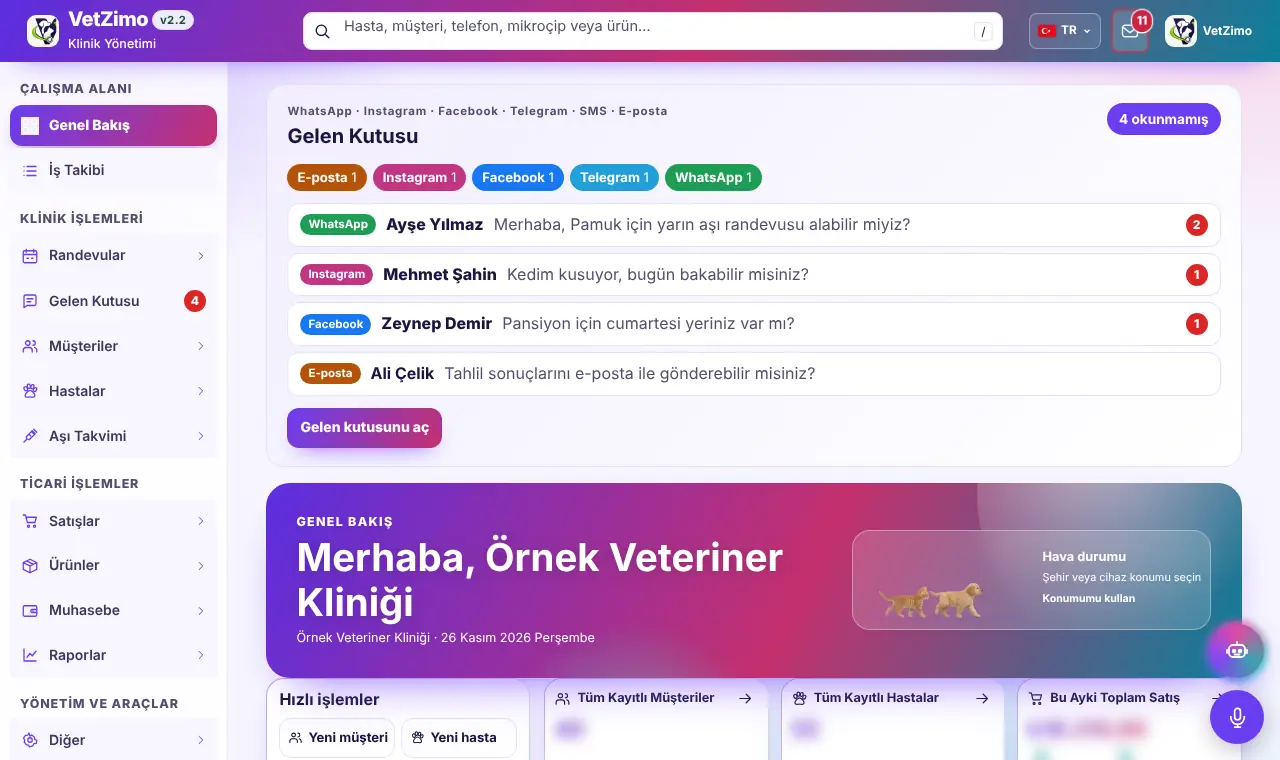 VetZimo v2.2
Klinik Yönetimi
Hasta, müşteri, telefon, mikroçip veya ürün...
/
TR
11
VetZimo
ÇALIŞMA ALANI
Genel Bakış
İş Takibi
KLİNİK İŞLEMLERİ
Randevular
Gelen Kutusu 4
Müşteriler
Hastalar
Aşı Takvimi
TİCARİ İŞLEMLER
Satışlar
Ürünler
Muhasebe
Raporlar
YÖNETİM VE ARAÇLAR
Diğer
WhatsApp · Instagram · Facebook · Telegram · SMS · E-posta
Gelen Kutusu
4 okunmamış
E-posta 1 Instagram 1 Facebook 1 Telegram 1 WhatsApp 1
WhatsApp Ayşe Yılmaz Merhaba, Pamuk için yarın aşı randevusu alabilir miyiz? 2
Instagram Mehmet Şahin Kedim kusuyor, bugün bakabilir misiniz? 1
Facebook Zeynep Demir Pansiyon için cumartesi yeriniz var mı? 1
E-posta Ali Çelik Tahlil sonuçlarını e-posta ile gönderebilir misiniz?
Gelen kutusunu aç
GENEL BAKIŞ
Merhaba, Örnek Veteriner
Kliniği
Örnek Veteriner Kliniği · 26 Kasım 2026 Perşembe
Hava durumu
Şehir veya cihaz konumu seçin
Konumumu kullan
Hızlı işlemler
Yeni müşteri
Yeni hasta
Tüm Kayıtlı Müşteriler
Tüm Kayıtlı Hastalar
Bu Ayki Toplam Satış